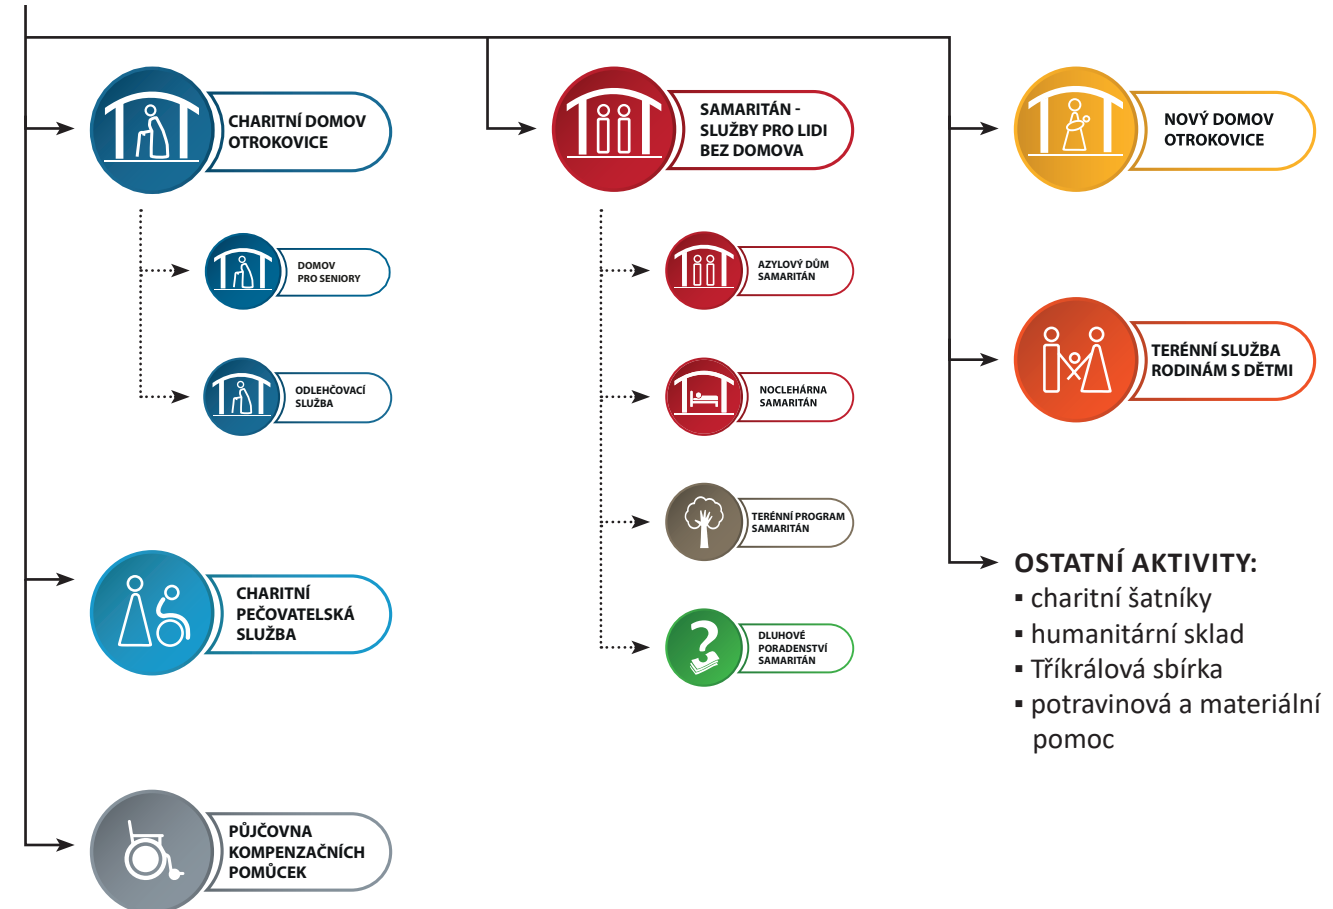 CHARITNÍ DOMOV
OTROKOVICE
DOMOV
PRO SENIORY
ODLEHČOVACÍ
SLUŽBA
CHARITNÍ
PEČOVATELSKÁ
SLUŽBA
PŮJČOVNA
KOMPENZAČNÍCH
POMŮCEK
SAMARITÁN -
SLUŽBY PRO LIDI
BEZ DOMOVA
AZYLOVÝ DŮM
SAMARITÁN
NOCLEHÁRNA
SAMARITÁN
TERÉNNÍ PROGRAM
SAMARITÁN
DLUHOVÉ
PORADENSTVÍ
SAMARITÁN
NOVÝ DOMOV
OTROKOVICE
TERÉNNÍ SLUŽBA
RODINÁM S DĚTMI
OSTATNÍ AKTIVITY:
▪ charitní šatníky
▪ humanitární sklad
▪ Tříkrálová sbírka
▪ potravinová a materiální
pomoc